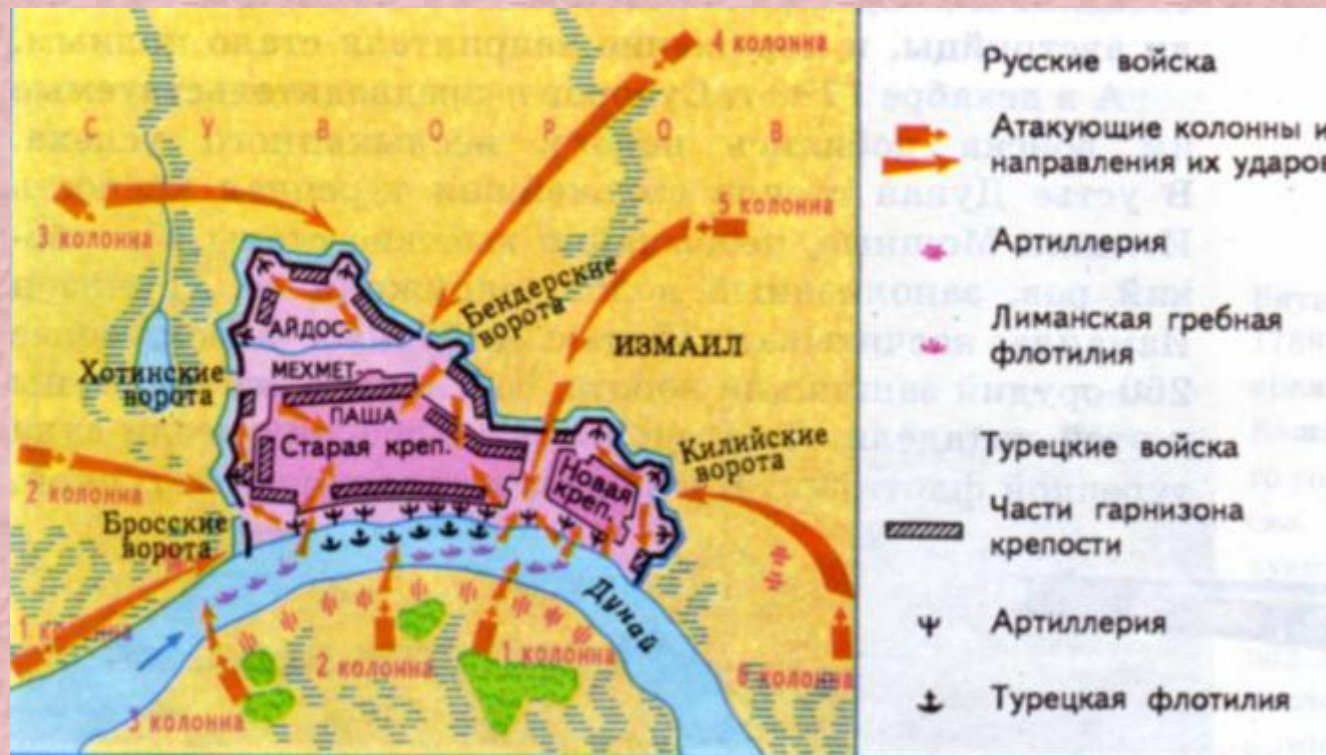 4 колонна
С У В О Р О В
5 колонна
3 колонна
Бендерские
ворота
АЙДОС-
ИЗМАИЛ
МЕХМЕТ-
Хотинские
ворота
ПАША
Старая креп.
Килийские
ворота
Новая
креп.
2 колонна
Бросские
ворота
Дунай
1 колонна
2 колонна
1 колонна
6 колонна
3 колонна
Русские войска
Атакующие колонны и
направления их ударов
Артиллерия
Лиманская гребная
флотилия
Турецкие войска
Части гарнизона
крепости
Артиллерия
Турецкая флотилия